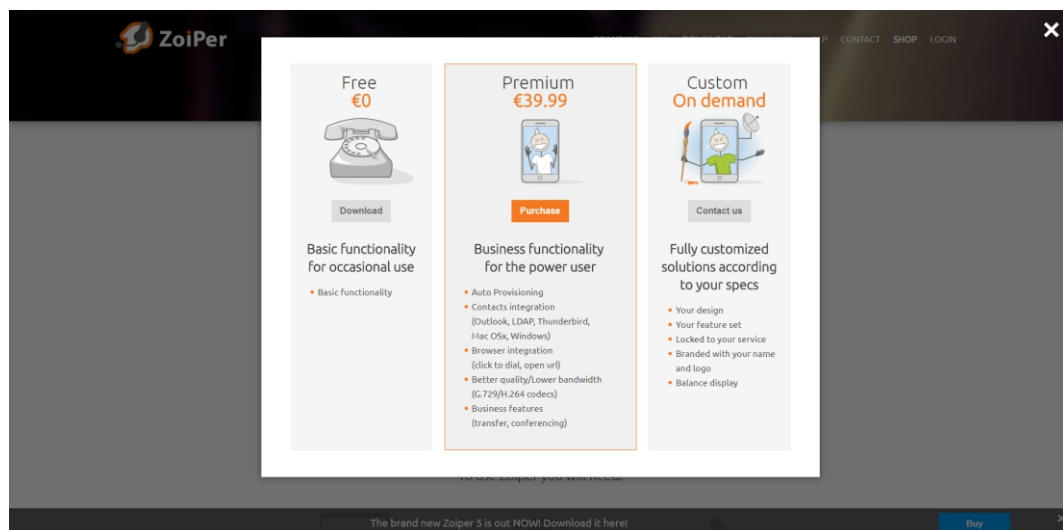 ZoiPer
CONTACT SHOP LOGIN
Free
€0
Download
Basic functionality
for occasional use
• Basic functionality
Premium
€39.99
Purchase
Business functionality
for the power user
• Auto Provisioning
• Contacts integration
(Outlook, LDAP, Thunderbird,
Mac OSx, Windows)
• Browser integration
(click to dial, open url)
• Better quality/Lower bandwidth
(G.729/H.264 codecs)
• Business features
(transfer, conferencing)
Custom
On demand
Contact us
Fully customized
solutions according
to your specs
• Your design
• Your feature set
• Locked to your service
• Branded with your name
and logo
• Balance display
To use Zoiper you will need:
The brand new Zoiper 5 is out NOW! Download it here!
Buy